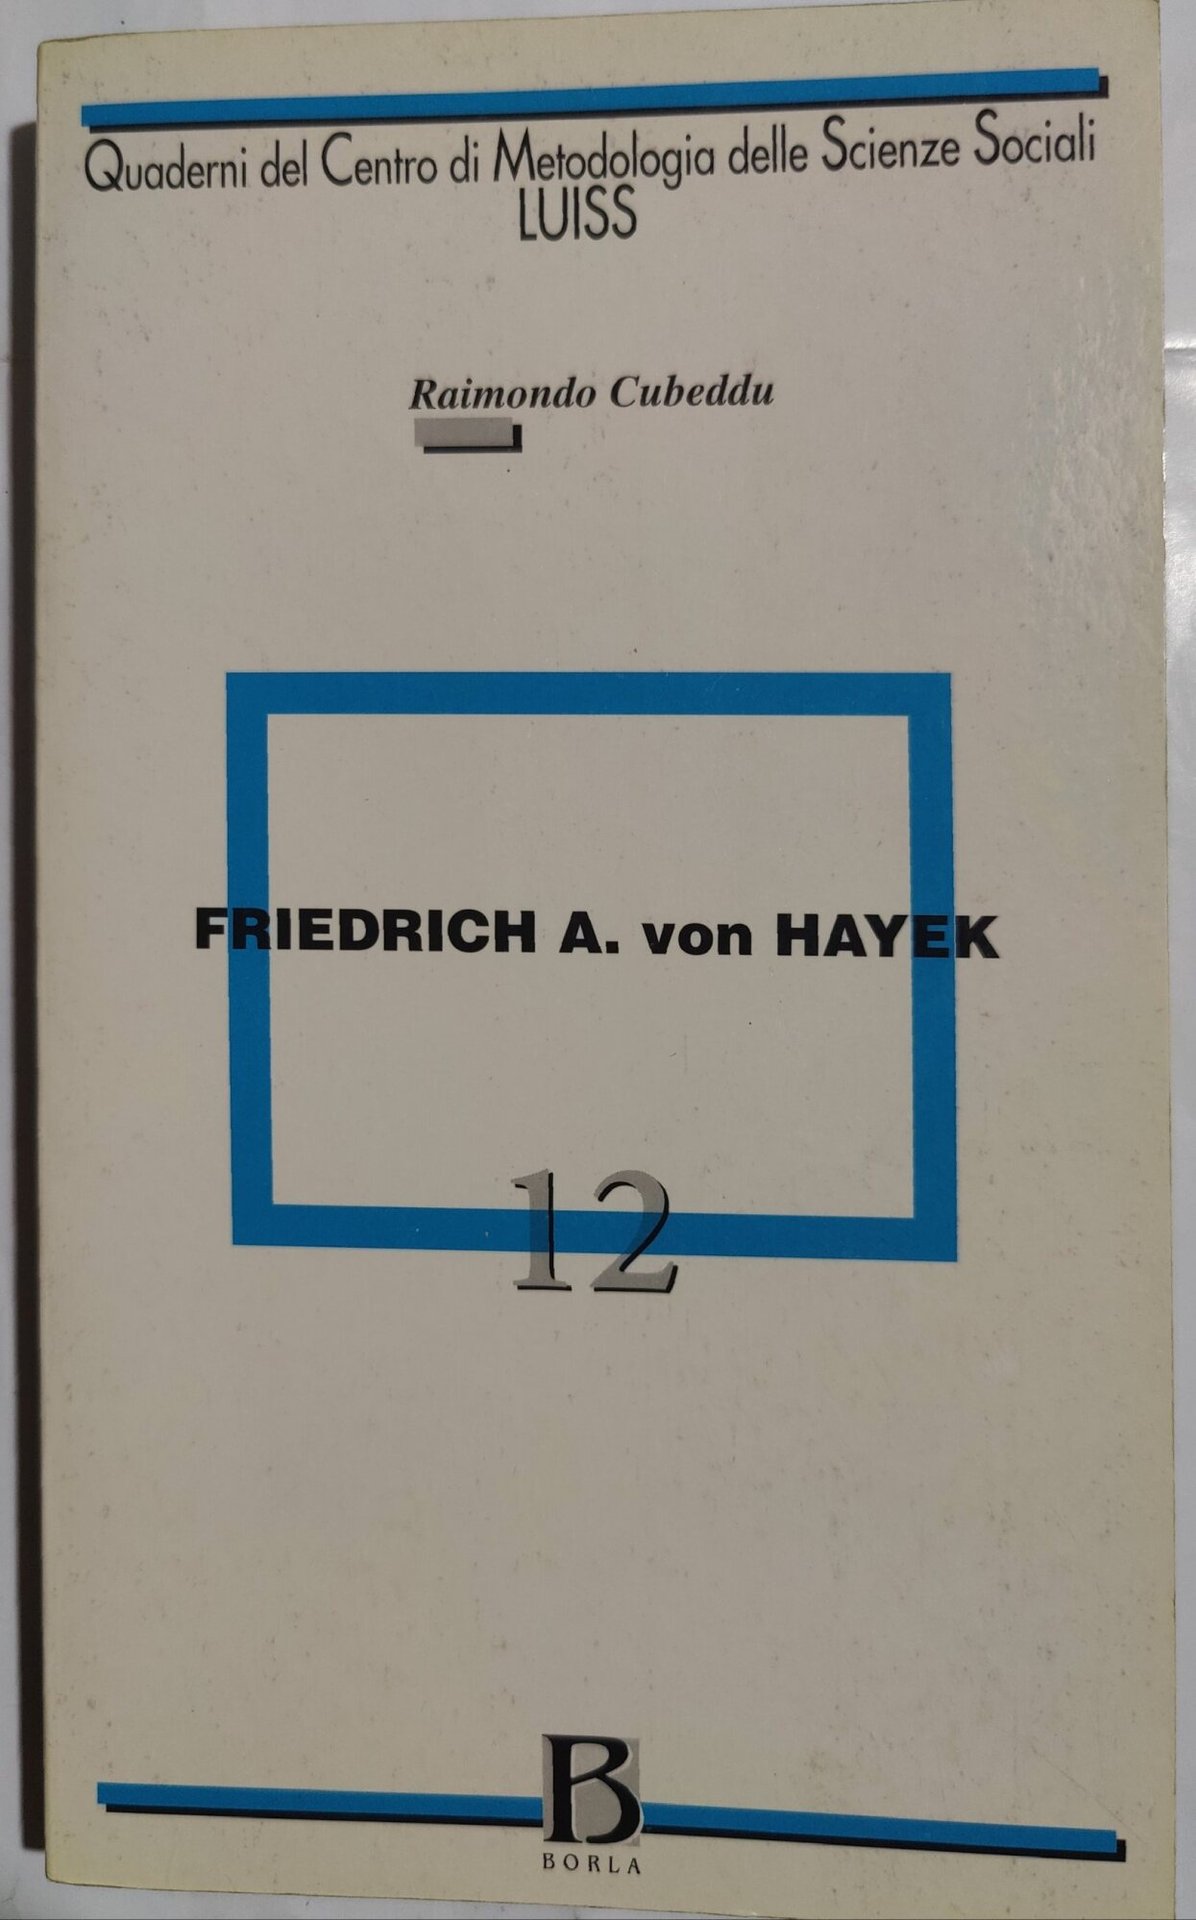 Quaderni del Centro di Metodologia delle Scienze Sociali
LUISS
Raimondo Cubeddu
FRIEDRICH A. von HAYEK
12
B
BORLA